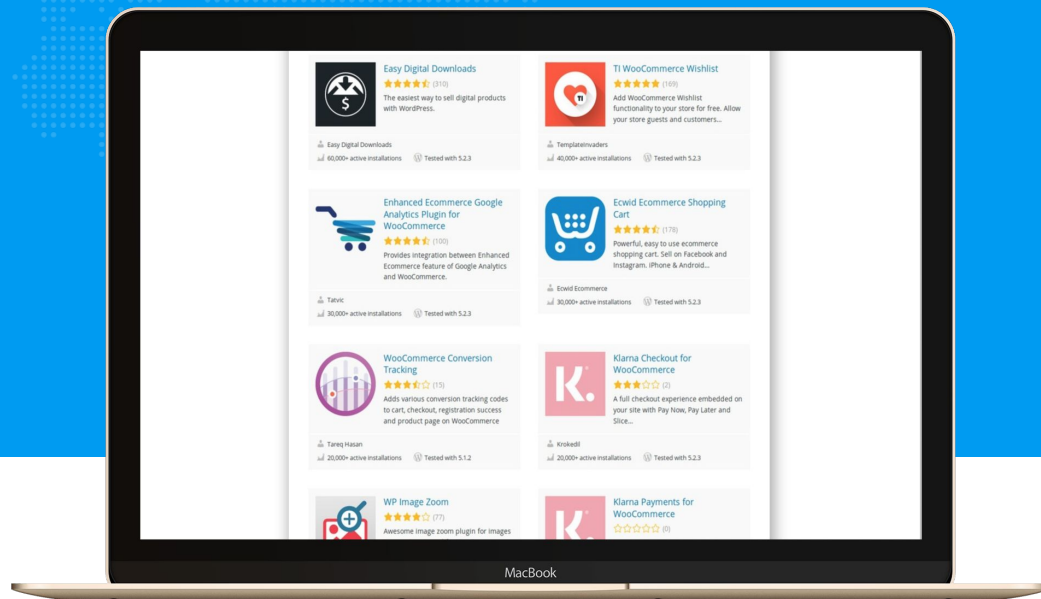 Easy Digital Downloads
(310)
The easiest way to sell digital products
with WordPress.
$
Easy Digital Downloads
60,000+ active installations Tested with 5.2.3
TI WooCommerce Wishlist
(169)
Add WooCommerce Wishlist
functionality to your store for free. Allow
your store guests and customers...
TI
TemplateInvaders
40,000+ active installations Tested with 5.2.3
Enhanced Ecommerce Google
Analytics Plugin for
WooCommerce
(100)
Provides integration between Enhanced
Ecommerce feature of Google Analytics
and WooCommerce.
Tatvic
30,000+ active installations Tested with 5.2.3
Ecwid Ecommerce Shopping
Cart
(178)
Powerful, easy to use ecommerce
shopping cart. Sell on Facebook and
Instagram. iPhone & Android...
Ecwid Ecommerce
30,000+ active installations Tested with 5.2.3
WooCommerce Conversion
Tracking
(15)
Adds various conversion tracking codes
to cart, checkout, registration success
and product page on WooCommerce
Tareq Hasan
20,000+ active installations Tested with 5.1.2
Klarna Checkout for
WooCommerce
(2)
A full checkout experience embedded on
your site with Pay Now, Pay Later and
Slice...
K.
Krokedil
20,000+ active installations Tested with 5.2.3
WP Image Zoom
(77)
Awesome image zoom plugin for images
Klarna Payments for
WooCommerce
(0)
K.
MacBook